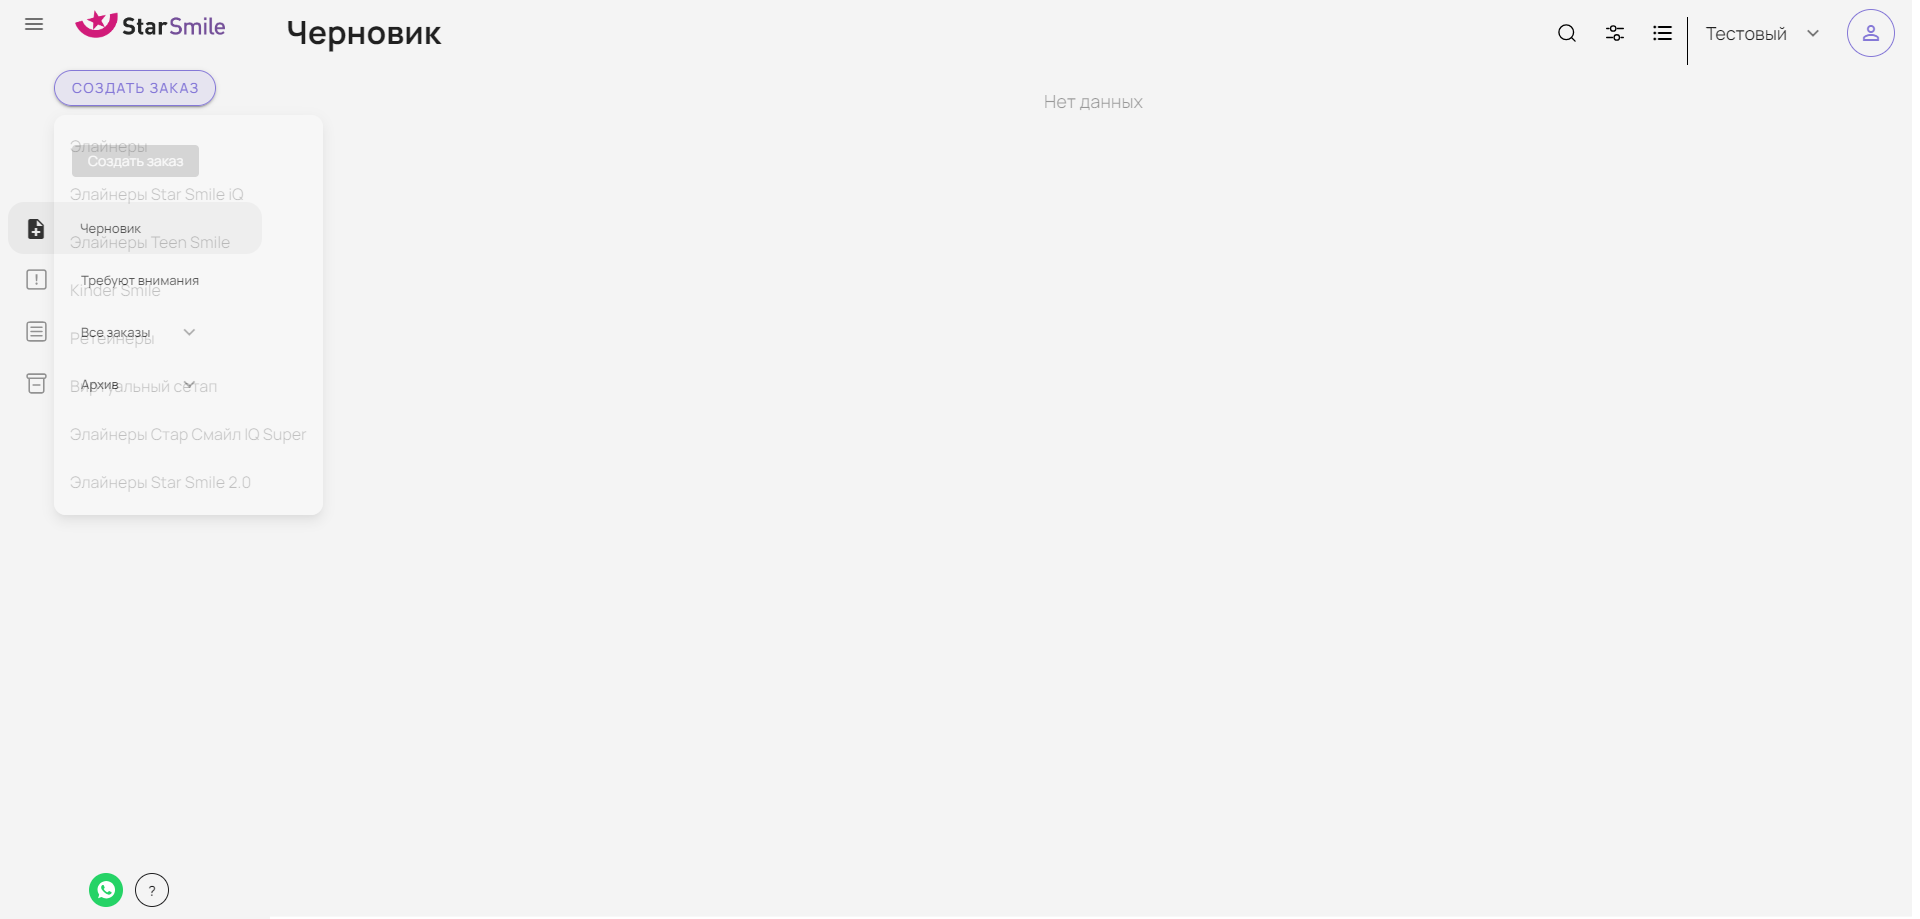 StarSmile
Черновик
Тестовый
СОЗДАТЬ ЗАКАЗ
Нет данных
Элайнеры
Создать заказ
Элайнеры Star Smile iQ
Черновик
Элайнеры Teen Smile
Требуют внимания
Kinder Smile
Все заказы
Ретейнеры
Архив
Виртуальный сетап
Элайнеры Стар Смайл IQ Super
Элайнеры Star Smile 2.0
?